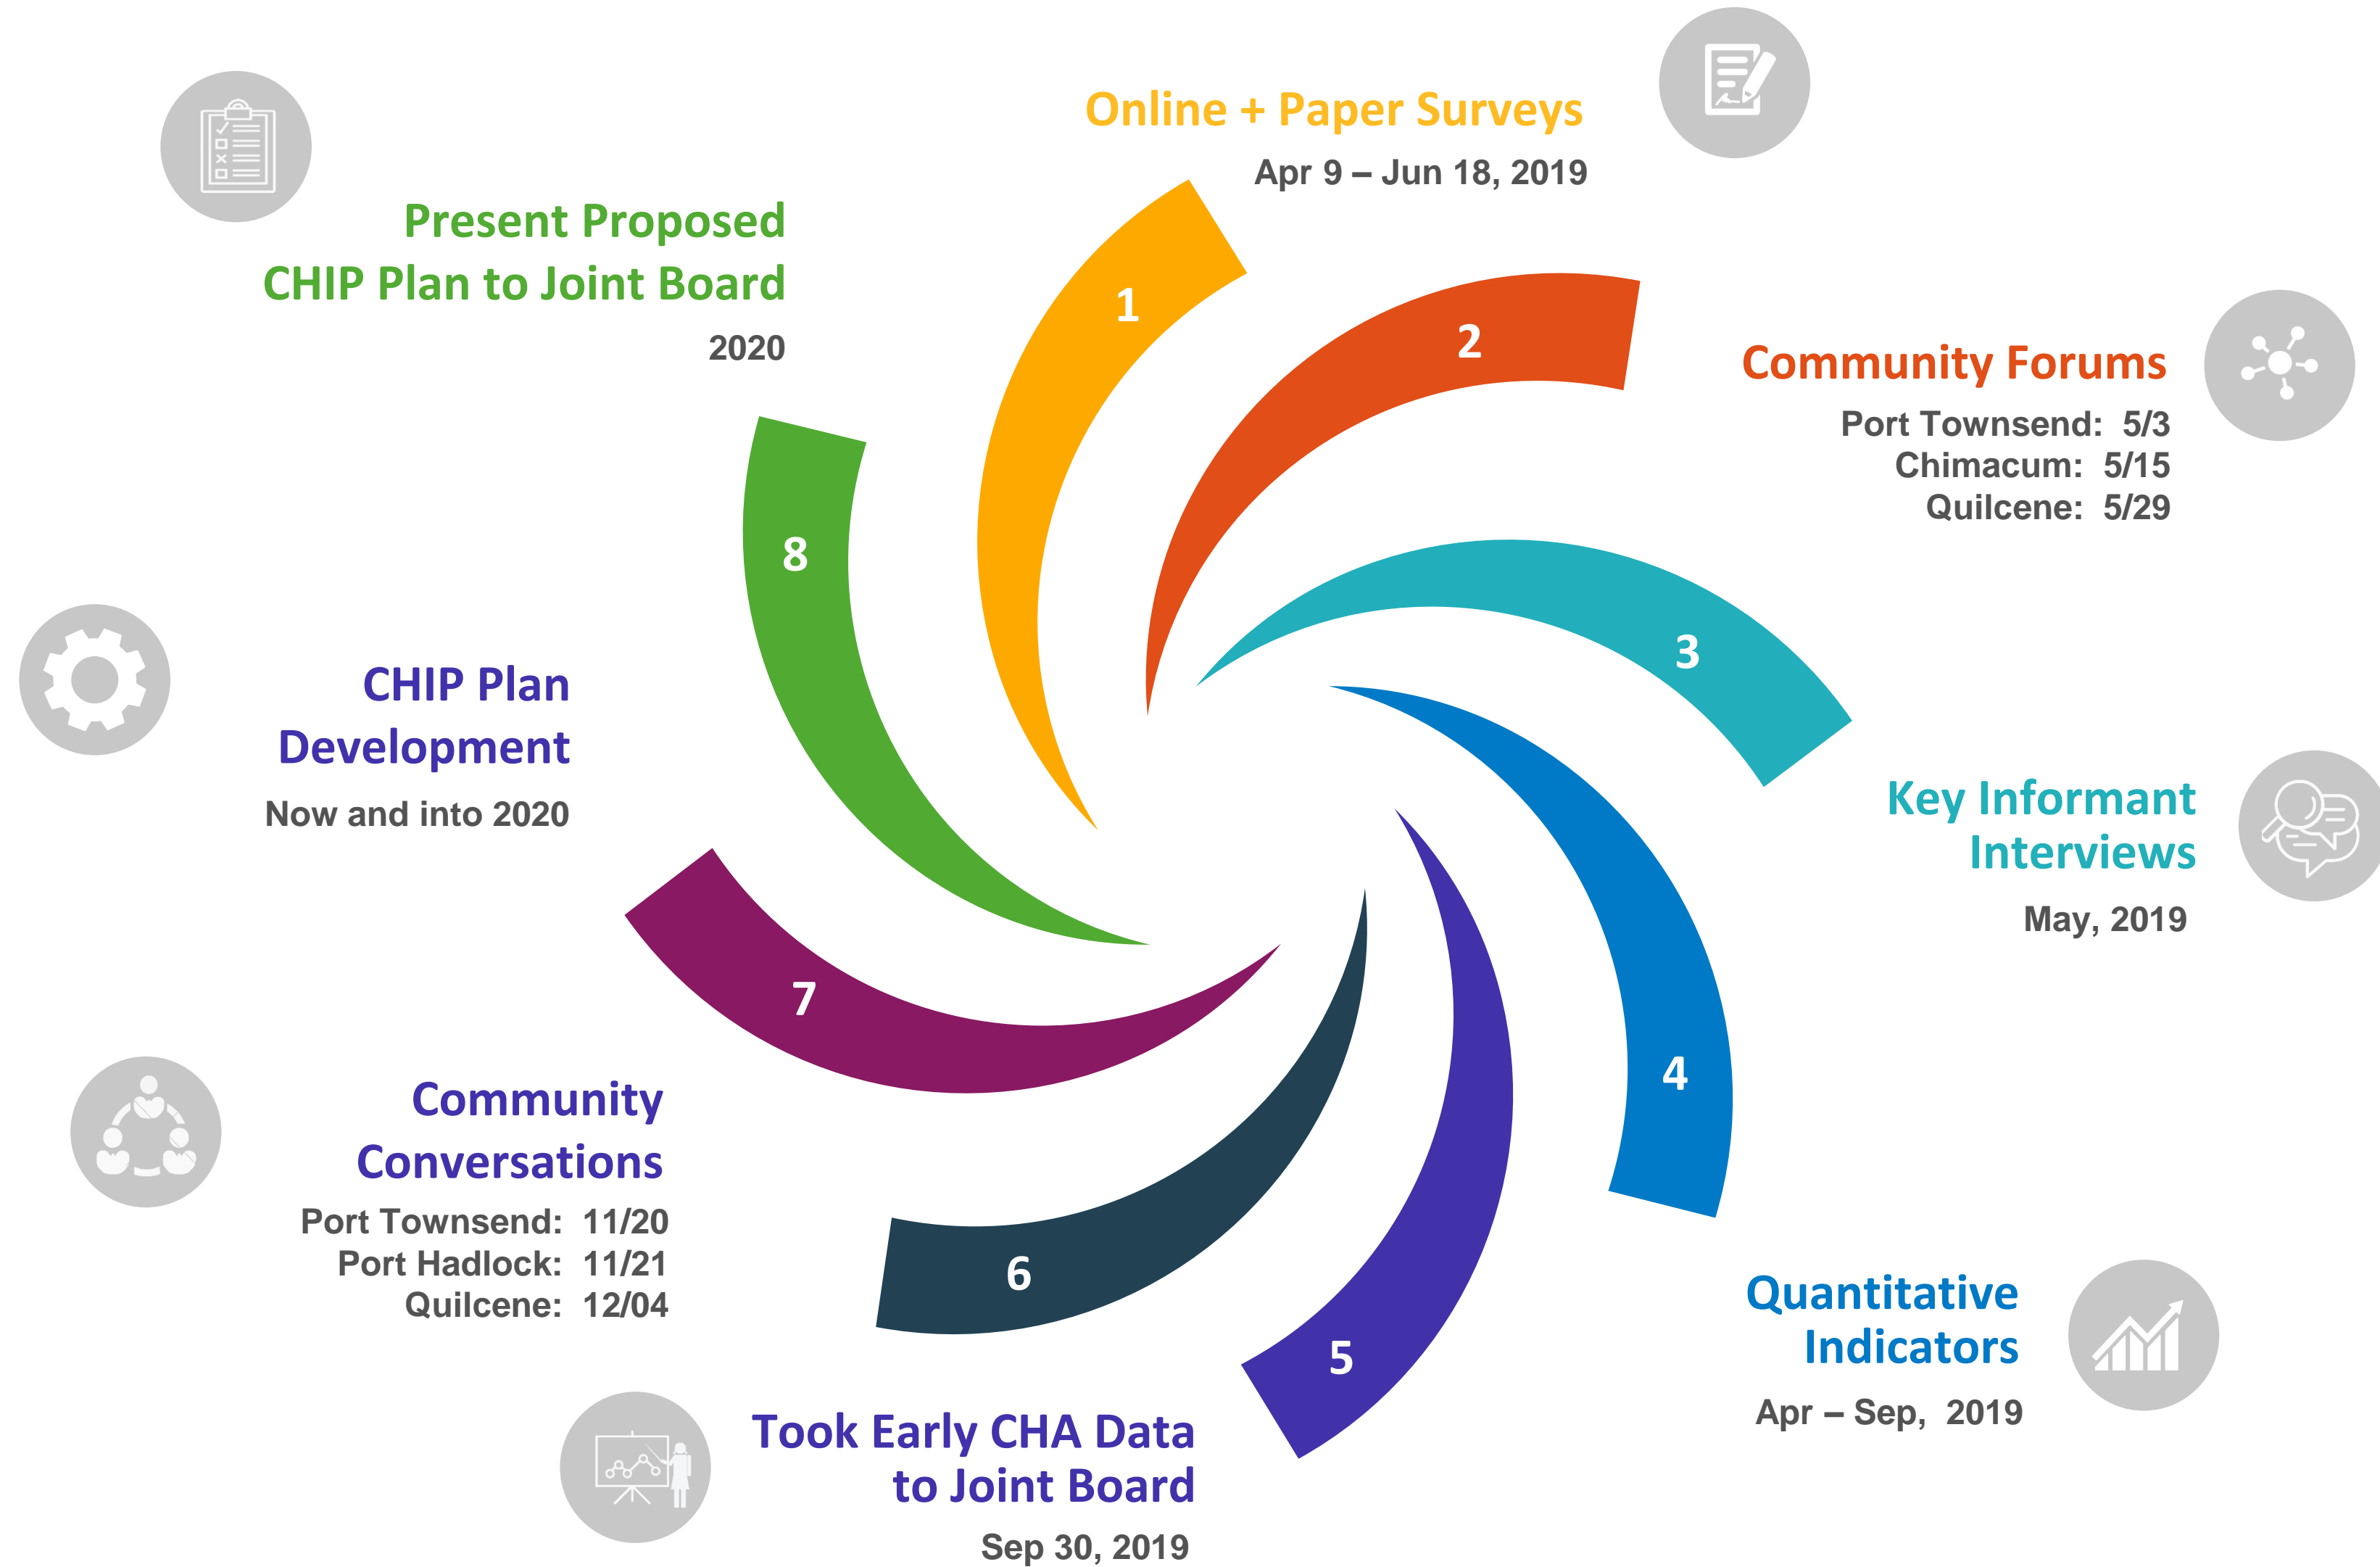 1
Online + Paper Surveys
Apr 9 – Jun 18, 2019
2
Community Forums
Port Townsend: 5/3
Chimacum: 5/15
Quilcene: 5/29
3
Key Informant
Interviews
May, 2019
4
Quantitative
Indicators
Apr – Sep, 2019
5
Took Early CHA Data
to Joint Board
Sep 30, 2019
6
Community
Conversations
Port Townsend: 11/20
Port Hadlock: 11/21
Quilcene: 12/04
7
CHIP Plan
Development
Now and into 2020
8
Present Proposed
CHIP Plan to Joint Board
2020